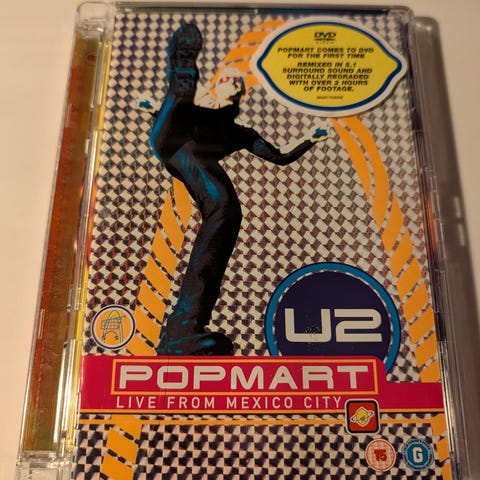 DVD
VIDEO
POPMART COMES TO DVD
FOR THE FIRST TIME
REMIXED IN 5.1
SURROUND SOUND AND
DIGITALLY REGRADED
WITH OVER 2 HOURS
OF FOOTAGE.
U2
POPMART
LIVE FROM MEXICO CITY
15
G